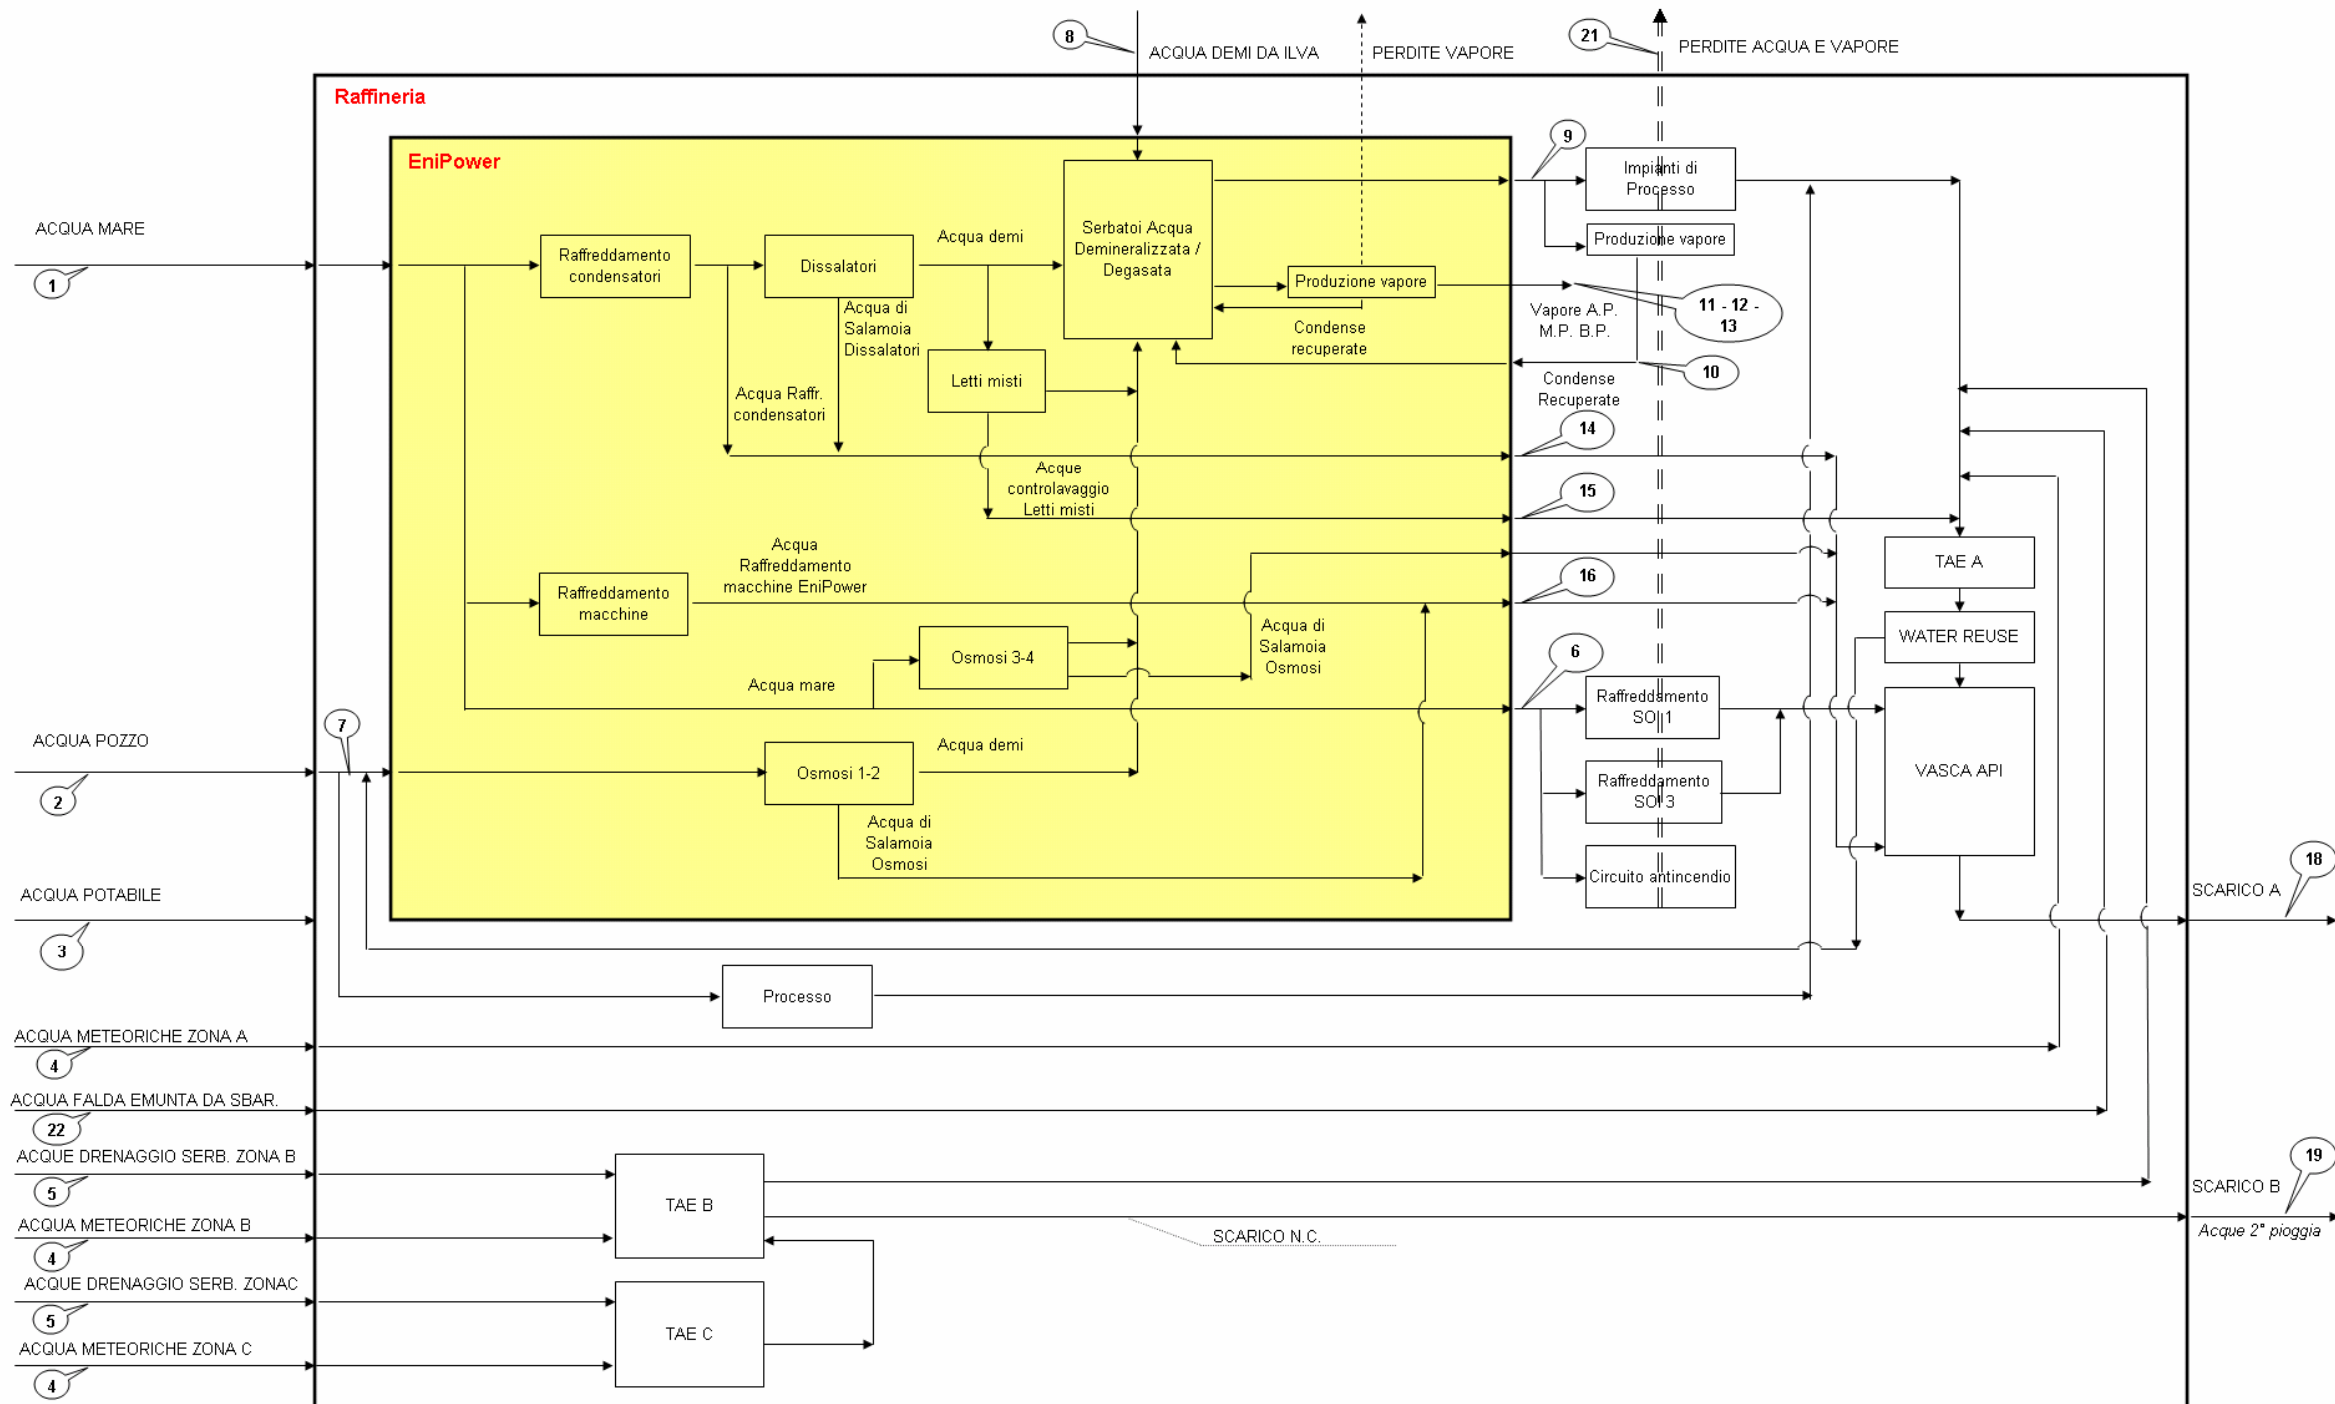 8
ACQUA DEMI DA ILVA
PERDITE VAPORE
21
PERDITE ACQUA E VAPORE
Raffineria
EniPower
9
Impianti di
Processo
ACQUA MARE
1
Raffreddamento
condensatori
Dissalatori
Acqua demi
Serbatoi Acqua
Demineralizzata /
Degasata
Produzione vapore
Produzione vapore
Acqua di
Salamoia
Dissalatori
Vapore A.P.
M.P. B.P.
11 - 12 -
13
Condense
recuperate
Letti misti
10
Acqua Raffr.
condensatori
Condense
Recuperate
14
Acque
controlavaggio
Letti misti
15
Acqua
Raffreddamento
macchine EniPower
TAE A
Raffreddamento
macchine
16
WATER REUSE
Acqua di
Salamoia
Osmosi
Osmosi 3-4
6
Acqua mare
Raffreddamento
SOI 1
7
ACQUA POZZO
2
Acqua demi
Osmosi 1-2
VASCA API
Raffreddamento
SOI 3
Acqua di
Salamoia
Osmosi
Circuito antincendio
18
SCARICO A
ACQUA POTABILE
3
Processo
ACQUA METEORICHE ZONA A
4
ACQUA FALDA EMUNTA DA SBAR.
22
ACQUE DRENAGGIO SERB. ZONA B
5
TAE B
19
SCARICO B
Acque 2° pioggia
ACQUA METEORICHE ZONA B
4
SCARICO N.C.
ACQUE DRENAGGIO SERB. ZONAC
5
TAE C
ACQUA METEORICHE ZONA C
4